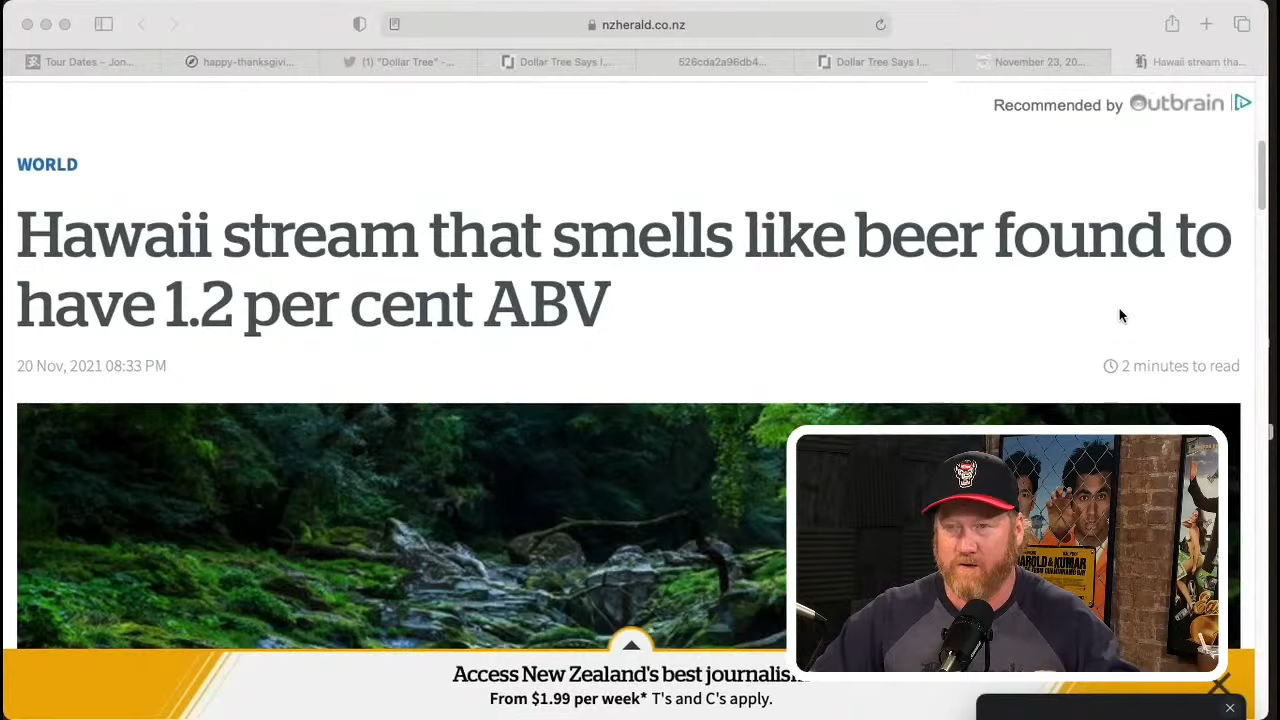 nzherald.co.nz
Tour Dates – Jon...
happy-thanksgivi...
(1) "Dollar Tree" -...
Dollar Tree Says I...
526cda2a96db4...
Dollar Tree Says I...
November 23, 20...
Hawaii stream tha...
Recommended by Outbrain
WORLD
Hawaii stream that smells like beer found to
have 1.2 per cent ABV
20 Nov, 2021 08:33 PM
2 minutes to read
HAROLD & KUMAR
Access New Zealand's best journalism
From $1.99 per week* T's and C's apply.